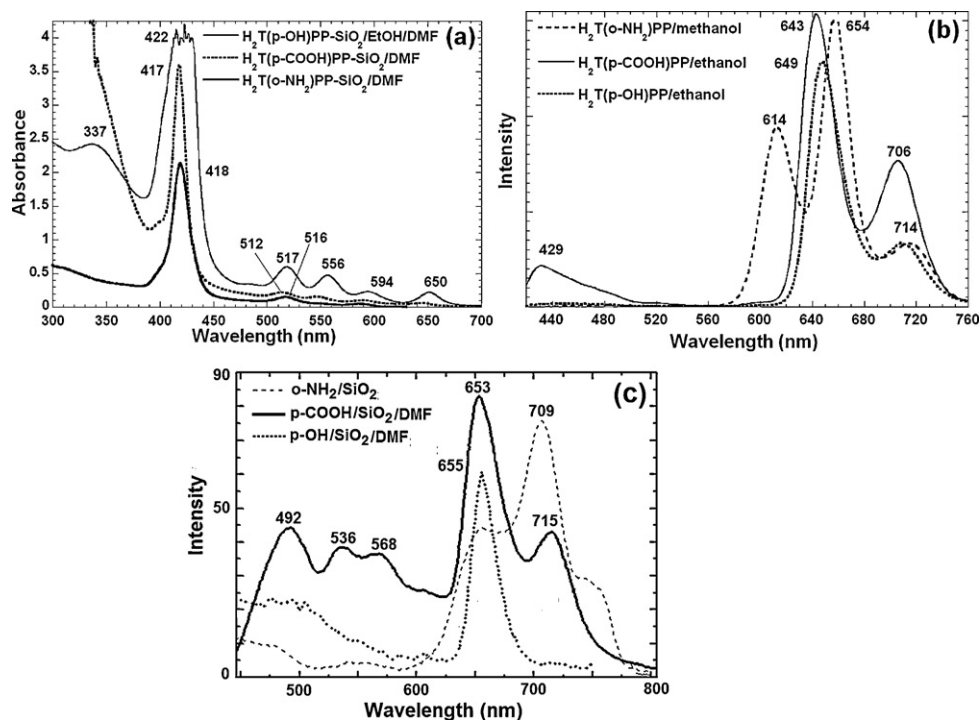 (a)
H₂T(p-OH)PP-SiO₂/EtOH/DMF
H₂T(p-COOH)PP-SiO₂/DMF
H₂T(o-NH₂)PP-SiO₂/DMF
422
417
337
418
512
517
516
556
594
650
Absorbance
4
3.5
3
2.5
2
1.5
1
0.5
0
300 400 500 600 700
Wavelength (nm)
(b)
H₂T(o-NH₂)PP/methanol
H₂T(p-COOH)PP/ethanol
H₂T(p-OH)PP/ethanol
643
654
649
614
706
714
429
Intensity
440 480 520 560 600 640 680 720 760
Wavelength (nm)
(c)
o-NH₂/SiO₂
p-COOH/SiO₂/DMF
p-OH/SiO₂/DMF
653
709
655
492
536
568
715
Intensity
90
50
0
500 550 600 650 700 800
Wavelength (nm)